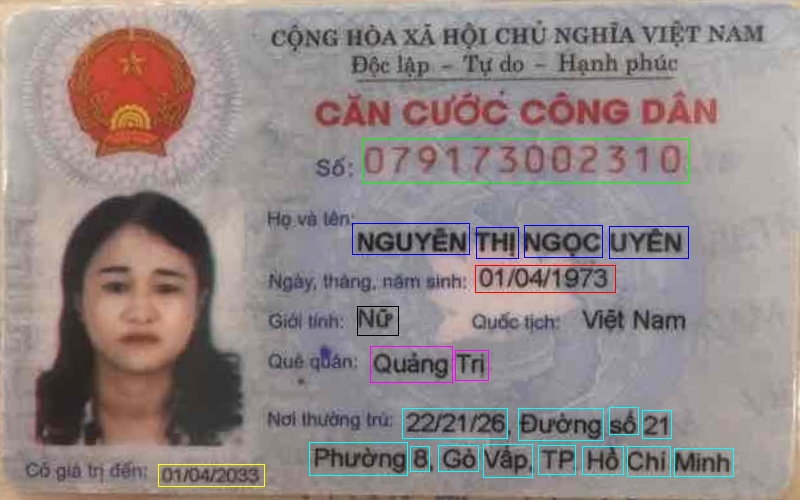 CỘNG HÒA XÃ HỘI CHỦ NGHĨA VIỆT NAM
Độc lập - Tự do - Hạnh phúc
CĂN CƯỚC CÔNG DÂN
Số: 079173002310
Họ và tên:
NGUYỄN THỊ NGỌC UYÊN
Ngày, tháng, năm sinh: 01/04/1973
Giới tính: Nữ Quốc tịch: Việt Nam
Quê quán: Quảng Trị
Nơi thường trú: 22/21/26, Đường số 21
Phường 8, Gò Vấp, TP. Hồ Chí Minh
Có giá trị đến: 01/04/2033